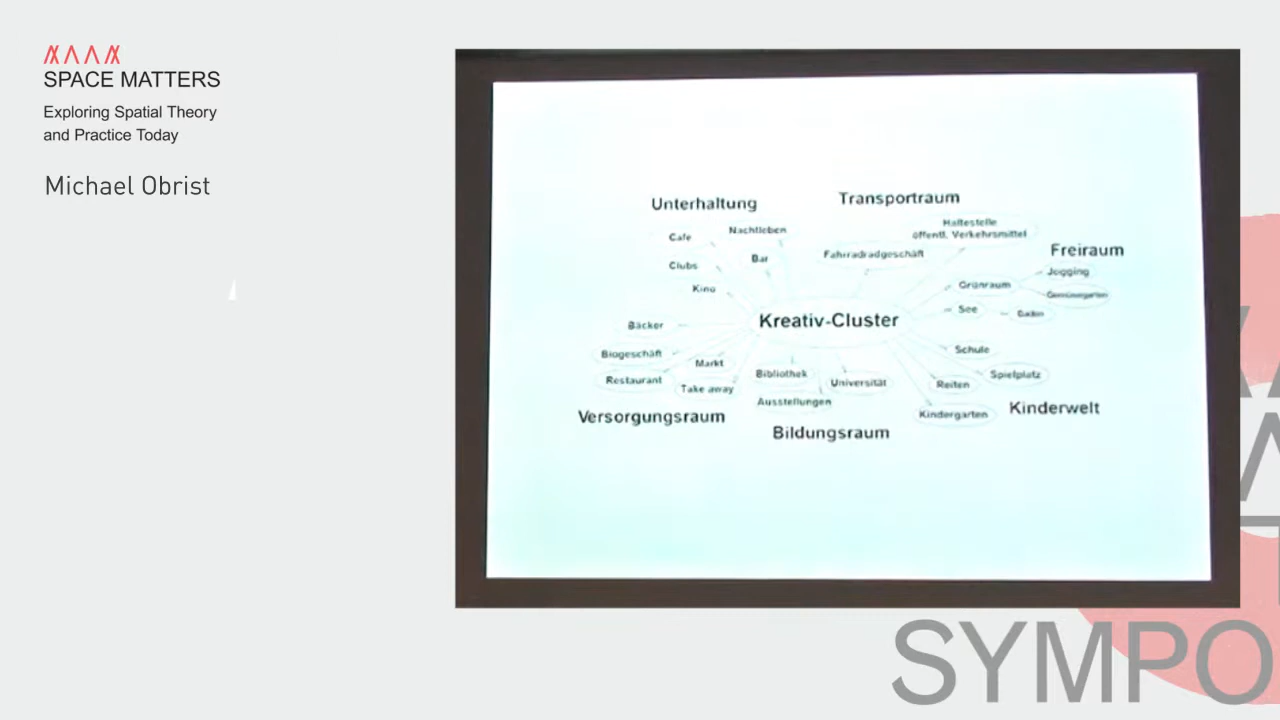 SPACE MATTERS
Exploring Spatial Theory
and Practice Today
Michael Obrist
Unterhaltung
Transportraum
Cafe
Nachtleben
Haltestelle
öffentl. Verkehrsmittel
Clubs
Bar
Fahrradradgeschäft
Freiraum
Kino
Grünraum
Jogging
See
Kreativ-Cluster
Bäcker
Biogeschäft
Markt
Restaurant
Take away
Versorgungsraum
Bibliothek
Universität
Ausstellungen
Bildungsraum
Schule
Spielplatz
Reiten
Kindergarten
Kinderwelt
SYMPO